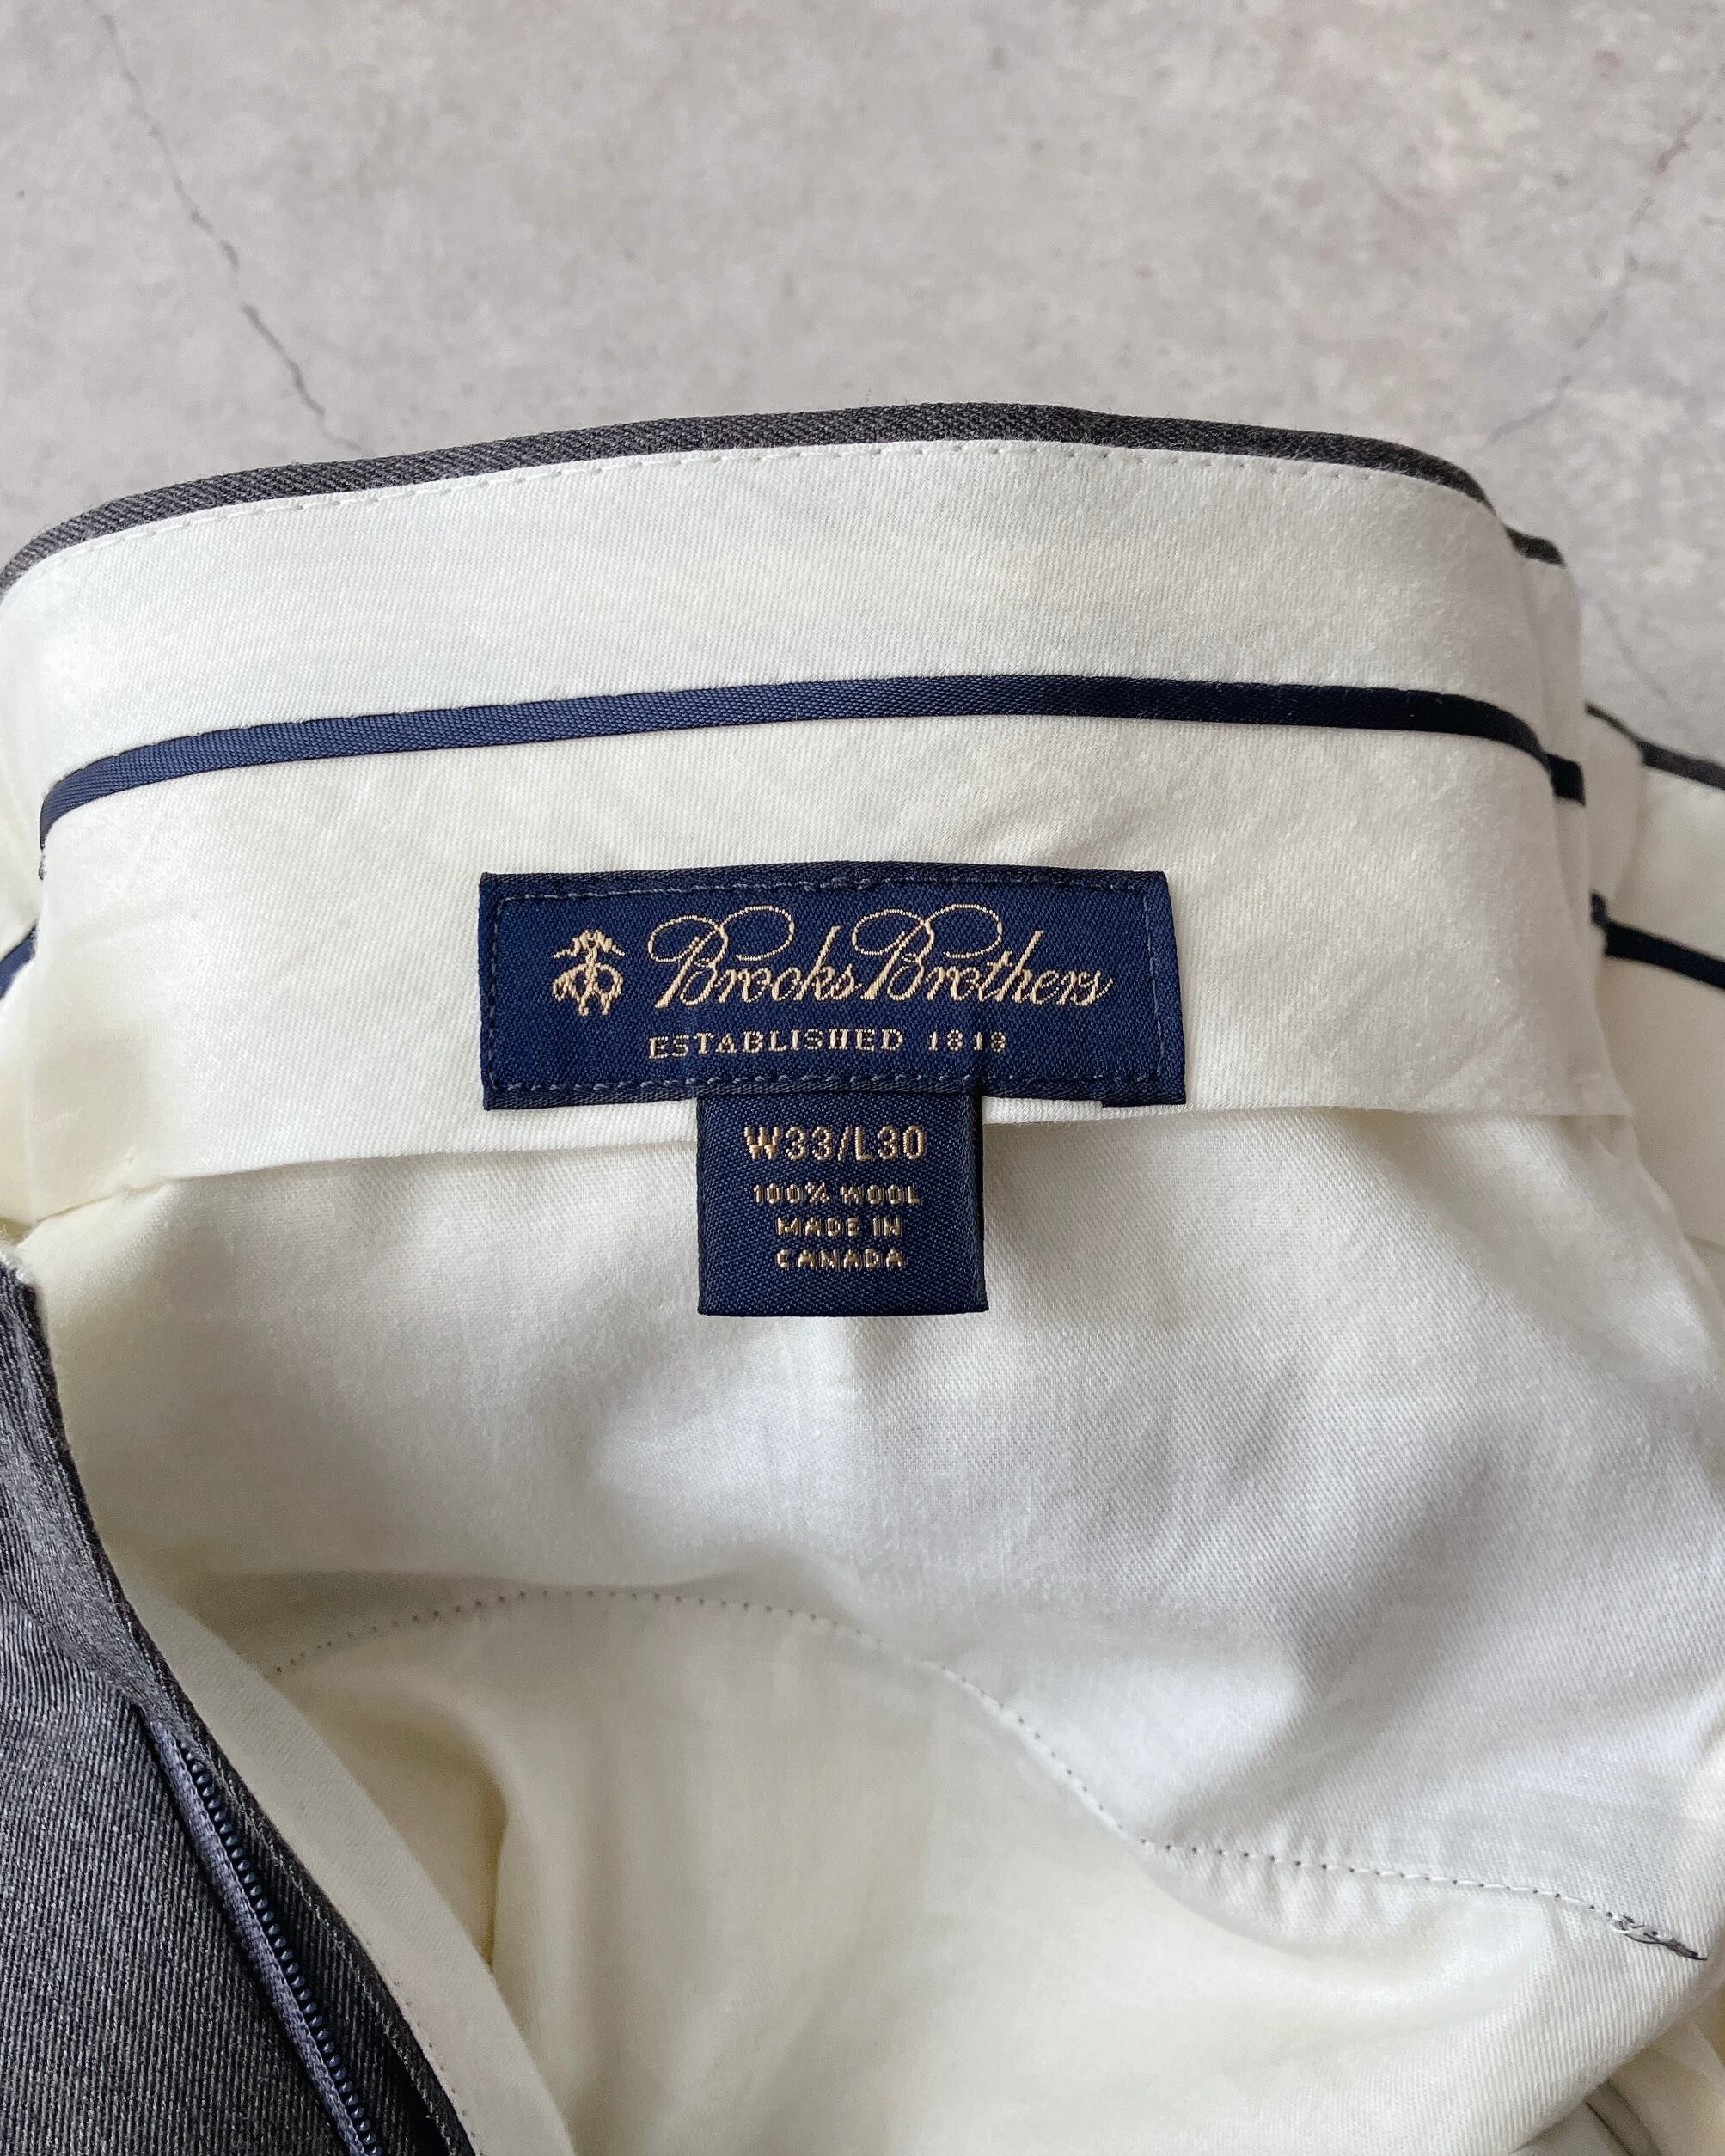 Brooks Brothers
ESTABLISHED 1818
W33/L30
100% WOOL
MADE IN
CANADA